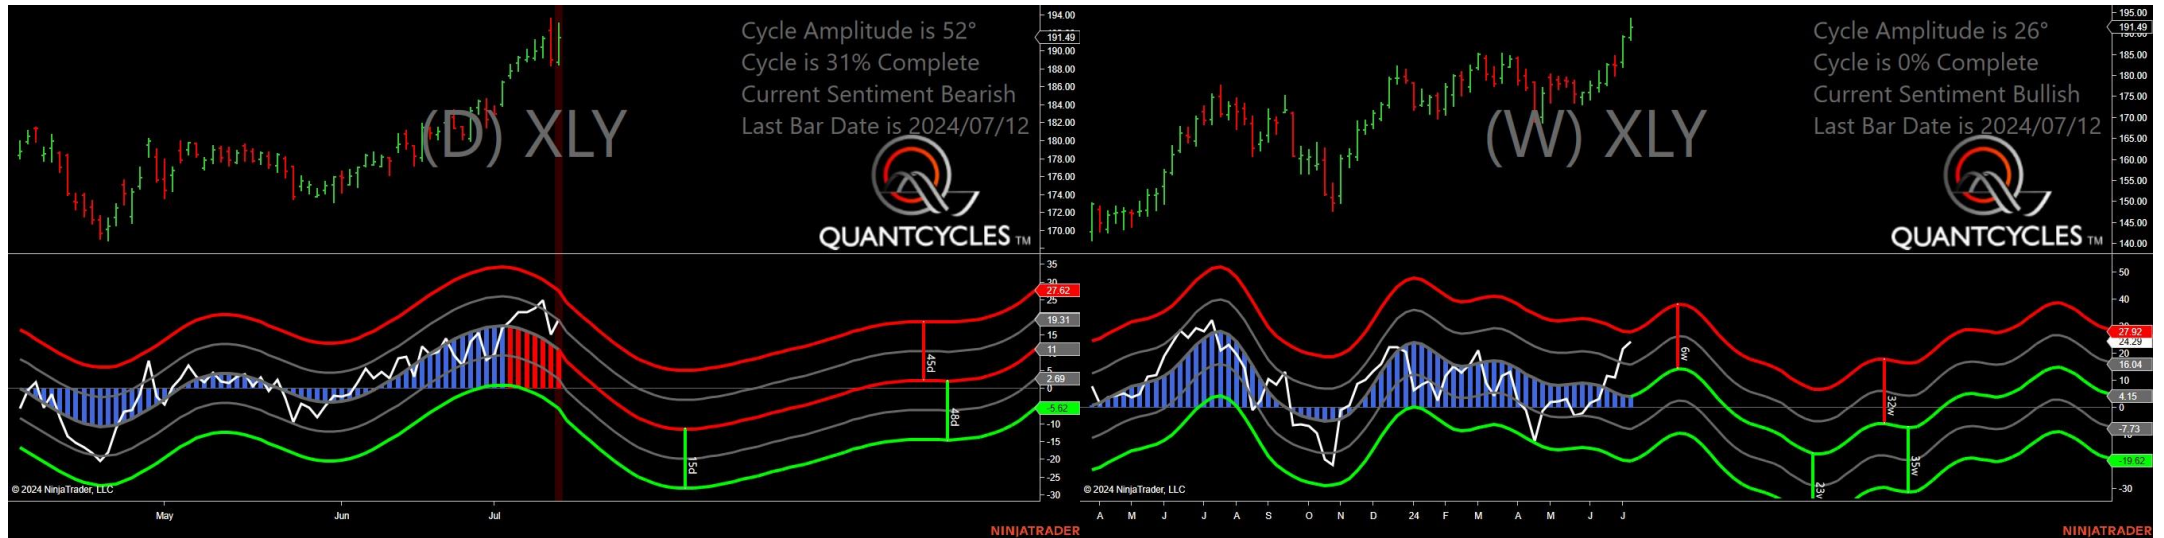 Cycle Amplitude is 52°
Cycle is 31% Complete
Current Sentiment Bearish
Last Bar Date is 2024/07/12
(D) XLY
QUANTCYCLES TM
194.00
191.49
190.00
188.00
186.00
184.00
182.00
180.00
178.00
176.00
174.00
172.00
170.00
35
27.62
25
19.31
15
11
5
2.69
0
-5.62
-10
-15
-20
-25
-30
45d
48d
15d
© 2024 NinjaTrader, LLC
May Jun Jul
NINJATRADER
Cycle Amplitude is 26°
Cycle is 0% Complete
Current Sentiment Bullish
Last Bar Date is 2024/07/12
(W) XLY
QUANTCYCLES TM
195.00
191.49
185.00
180.00
175.00
170.00
165.00
160.00
155.00
150.00
145.00
140.00
50
40
27.92
24.29
20
16.04
10
4.15
0
-7.73
-19.62
-30
6w
32w
23w
35w
© 2024 NinjaTrader, LLC
A M J J A S O N D 24 F M A M J J
NINJATRADER